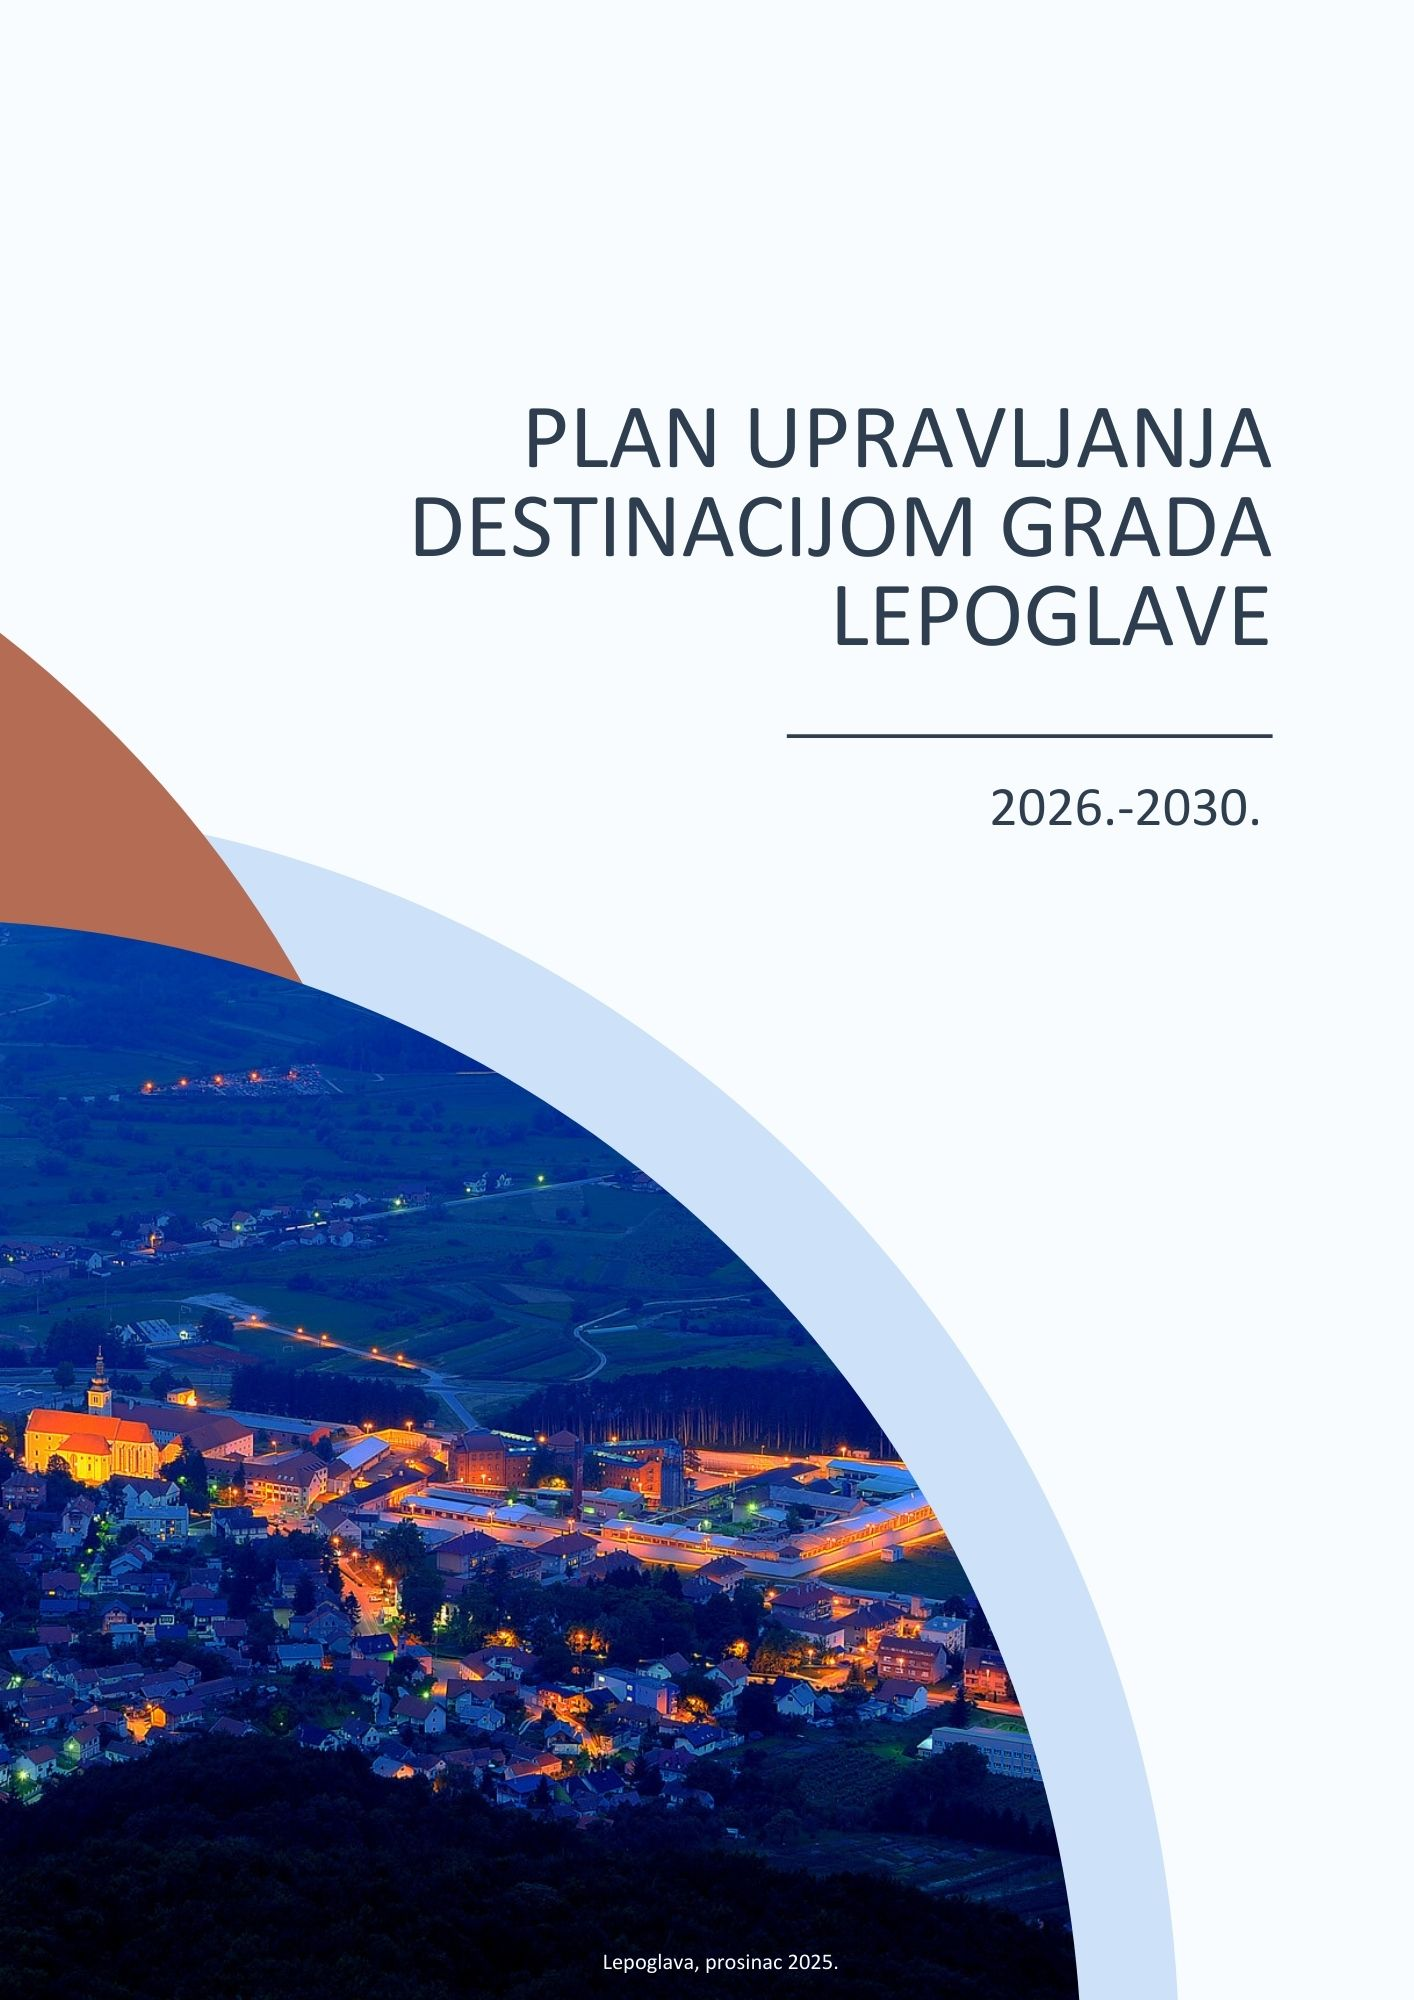 PLAN UPRAVLJANJA
DESTINACIJOM GRADA
LEPOGLAVE
2026.-2030.
Lepoglava, prosinac 2025.